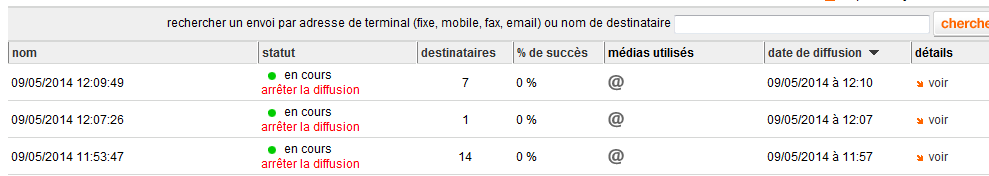 rechercher un envoi par adresse de terminal (fixe, mobile, fax, email) ou nom de destinataire cherche
nom statut destinataires % de succès médias utilisés date de diffusion détails
09/05/2014 12:09:49 en cours 7 0 % @ 09/05/2014 à 12:10 voir
arrêter la diffusion
09/05/2014 12:07:26 en cours 1 0 % @ 09/05/2014 à 12:07 voir
arrêter la diffusion
09/05/2014 11:53:47 en cours 14 0 % @ 09/05/2014 à 11:57 voir
arrêter la diffusion